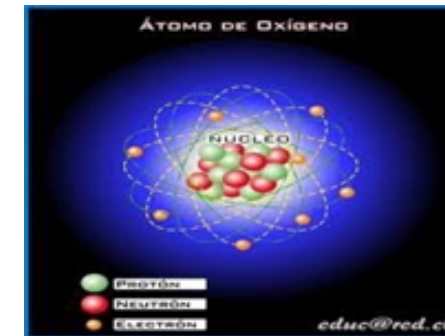 ÁTOMO DE OXÍGENO
NÚCLEO
PROTÓN
NEUTRÓN
ELECTRÓN
educ@red.c